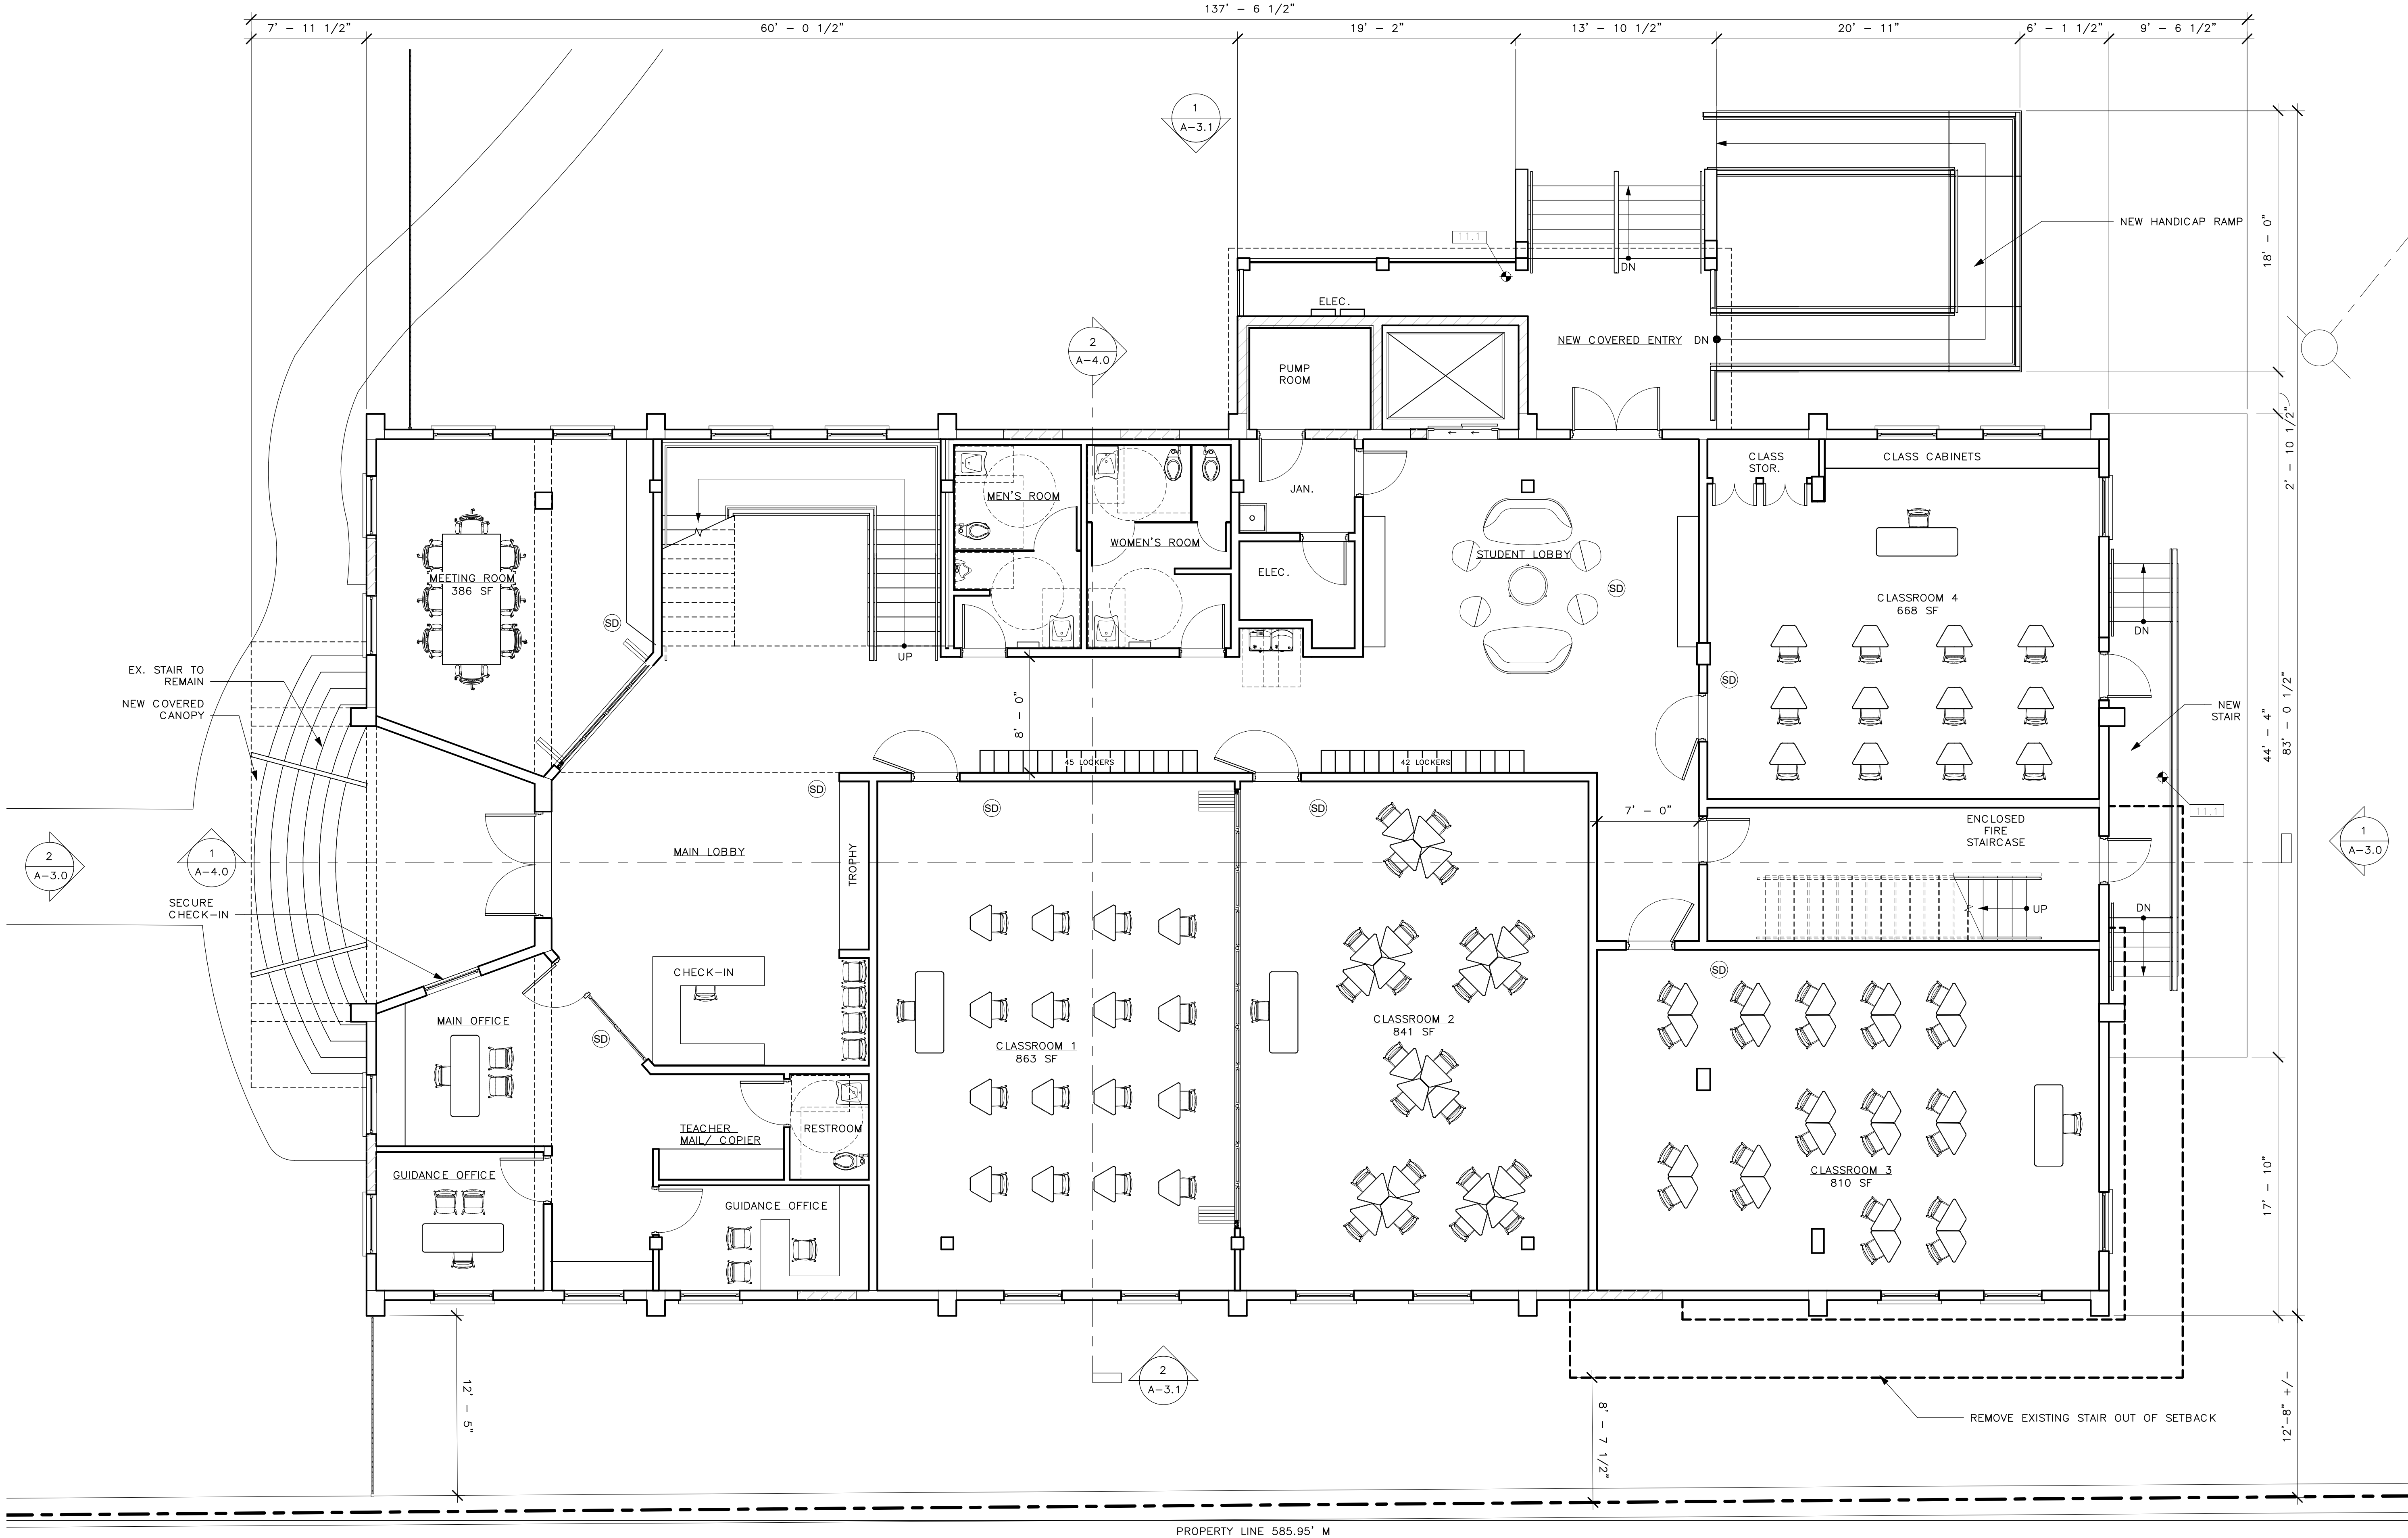 137' - 6 1/2"
7' - 11 1/2"
60' - 0 1/2"
19' - 2"
13' - 10 1/2"
20' - 11"
6' - 1 1/2"
9' - 6 1/2"
1
A-3.1
NEW HANDICAP RAMP
18' - 0"
11.1
DN
ELEC.
2
A-4.0
NEW COVERED ENTRY
DN
PUMP
ROOM
2' - 10 1/2"
CLASS
STOR.
CLASS CABINETS
MEN'S ROOM
JAN.
WOMEN'S ROOM
STUDENT LOBBY
ELEC.
MEETING ROOM
386 SF
SD
SD
CLASSROOM 4
668 SF
DN
UP
EX. STAIR TO
REMAIN
NEW COVERED
CANOPY
8' - 0"
SD
NEW
STAIR
44' - 4"
83' - 0 1/2"
45 LOCKERS
42 LOCKERS
SD
SD
SD
7' - 0"
11.1
ENCLOSED
FIRE
STAIRCASE
2
A-3.0
1
A-4.0
MAIN LOBBY
TROPHY
1
A-3.0
SECURE
CHECK-IN
UP
DN
CHECK-IN
SD
MAIN OFFICE
SD
CLASSROOM 1
863 SF
CLASSROOM 2
841 SF
TEACHER
MAIL/ COPIER
RESTROOM
GUIDANCE OFFICE
GUIDANCE OFFICE
CLASSROOM 3
810 SF
17' - 10"
2
A-3.1
12' - 5"
8' - 7 1/2"
REMOVE EXISTING STAIR OUT OF SETBACK
12'-8" +/-
PROPERTY LINE 585.95' M